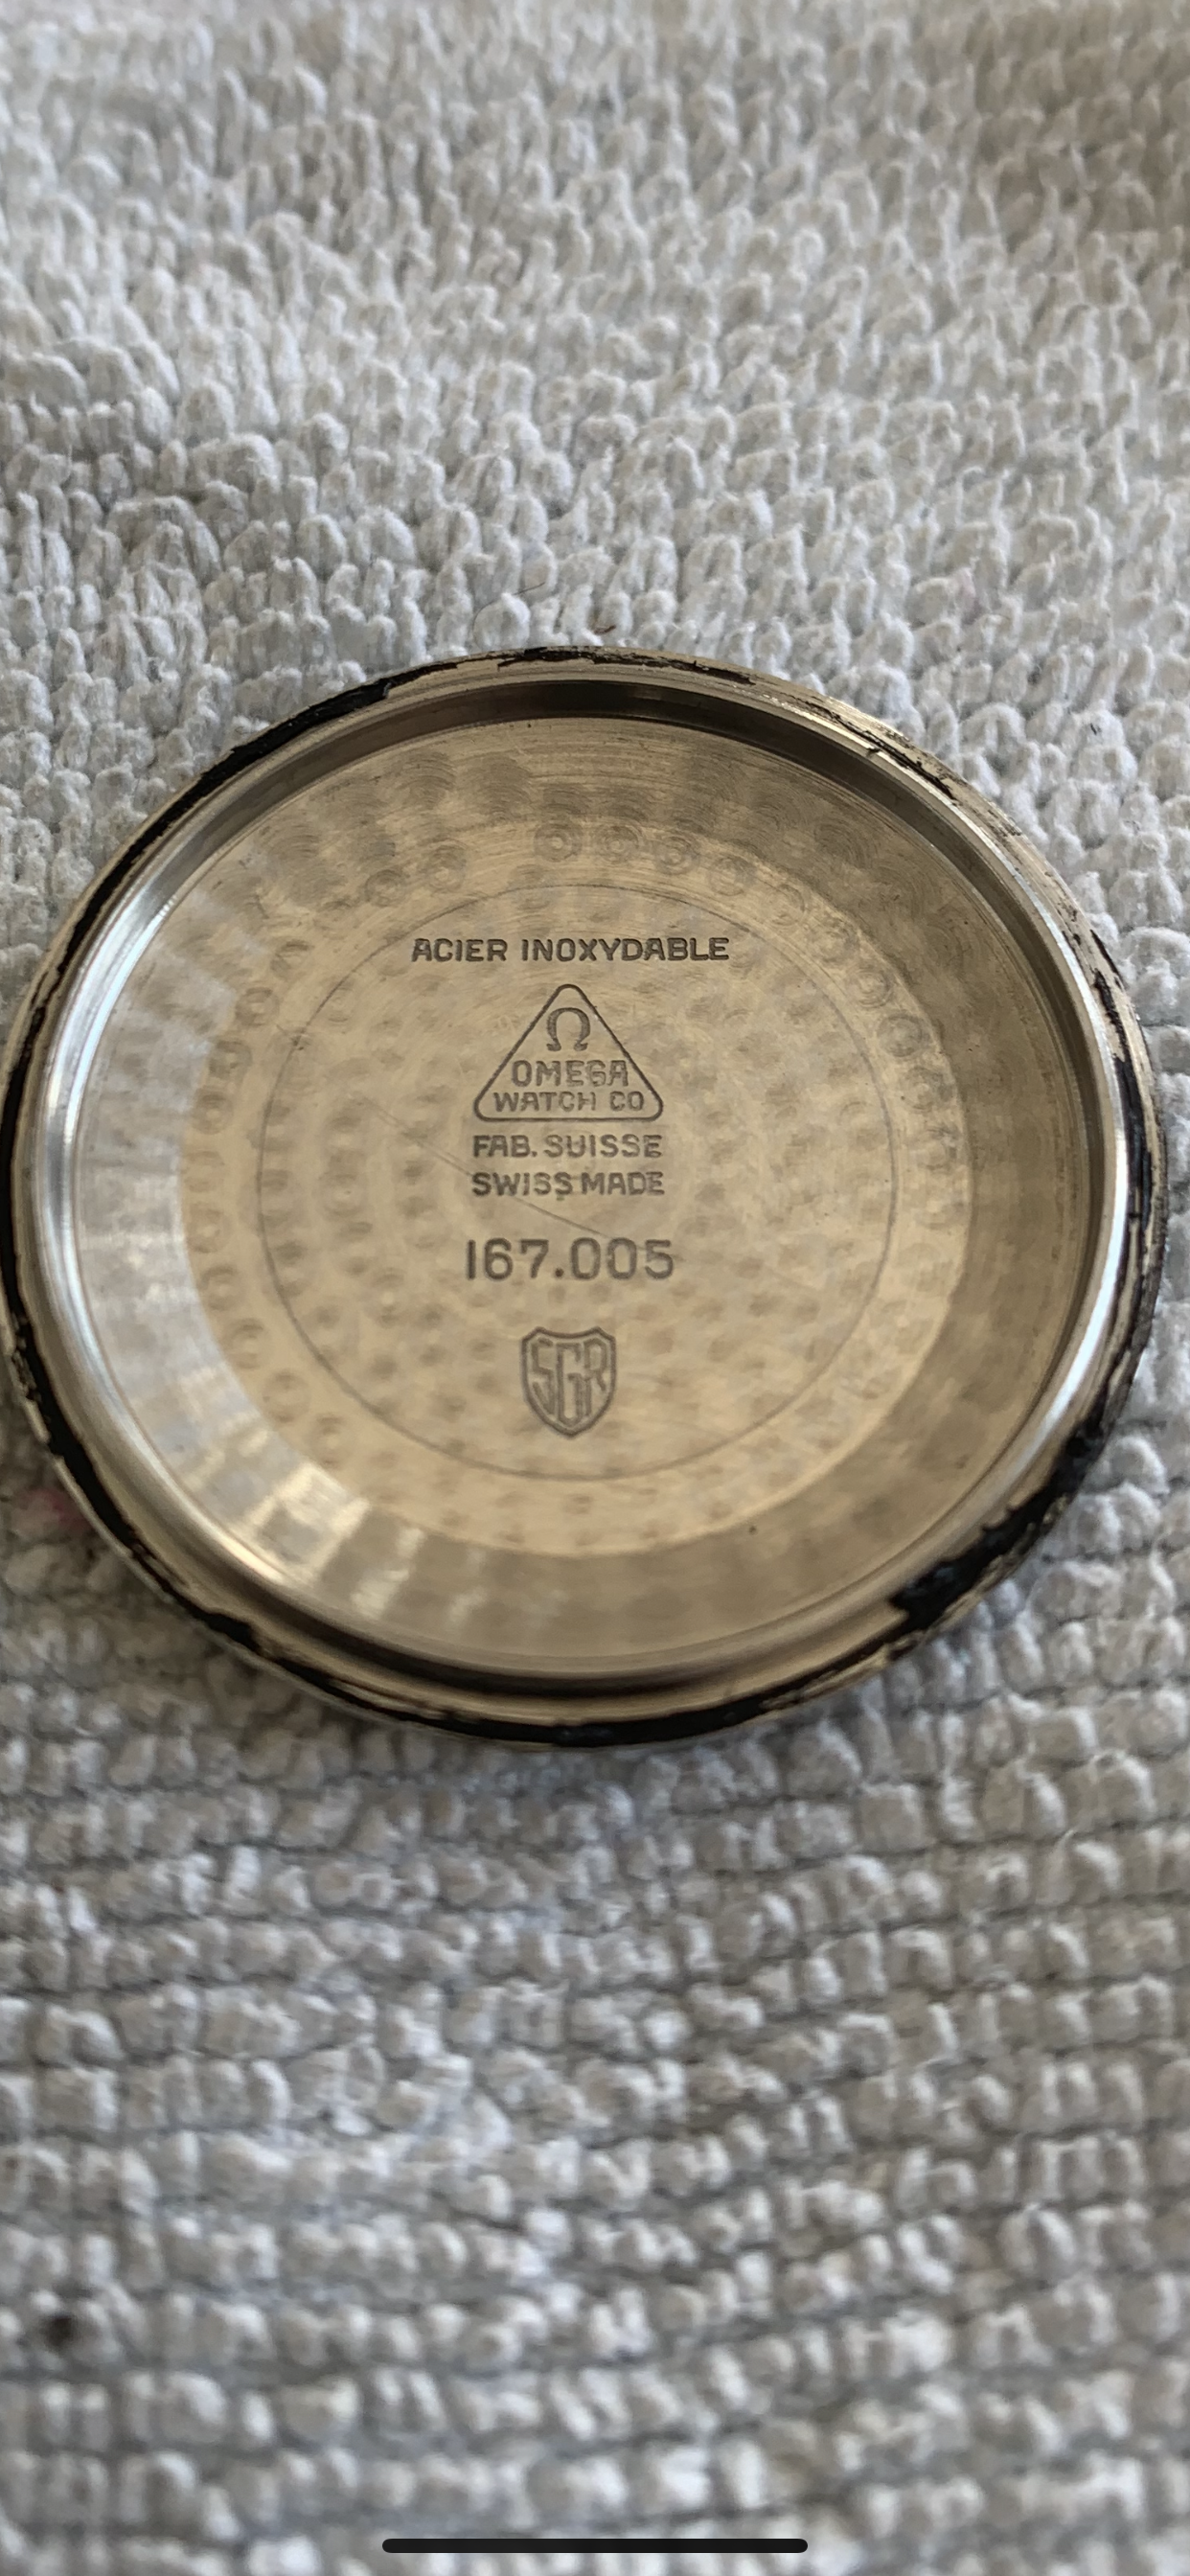 ACIER INOXYDABLE
Ω
OMEGA
WATCH CO
FAB. SUISSE
SWISS MADE
167.005
SGR